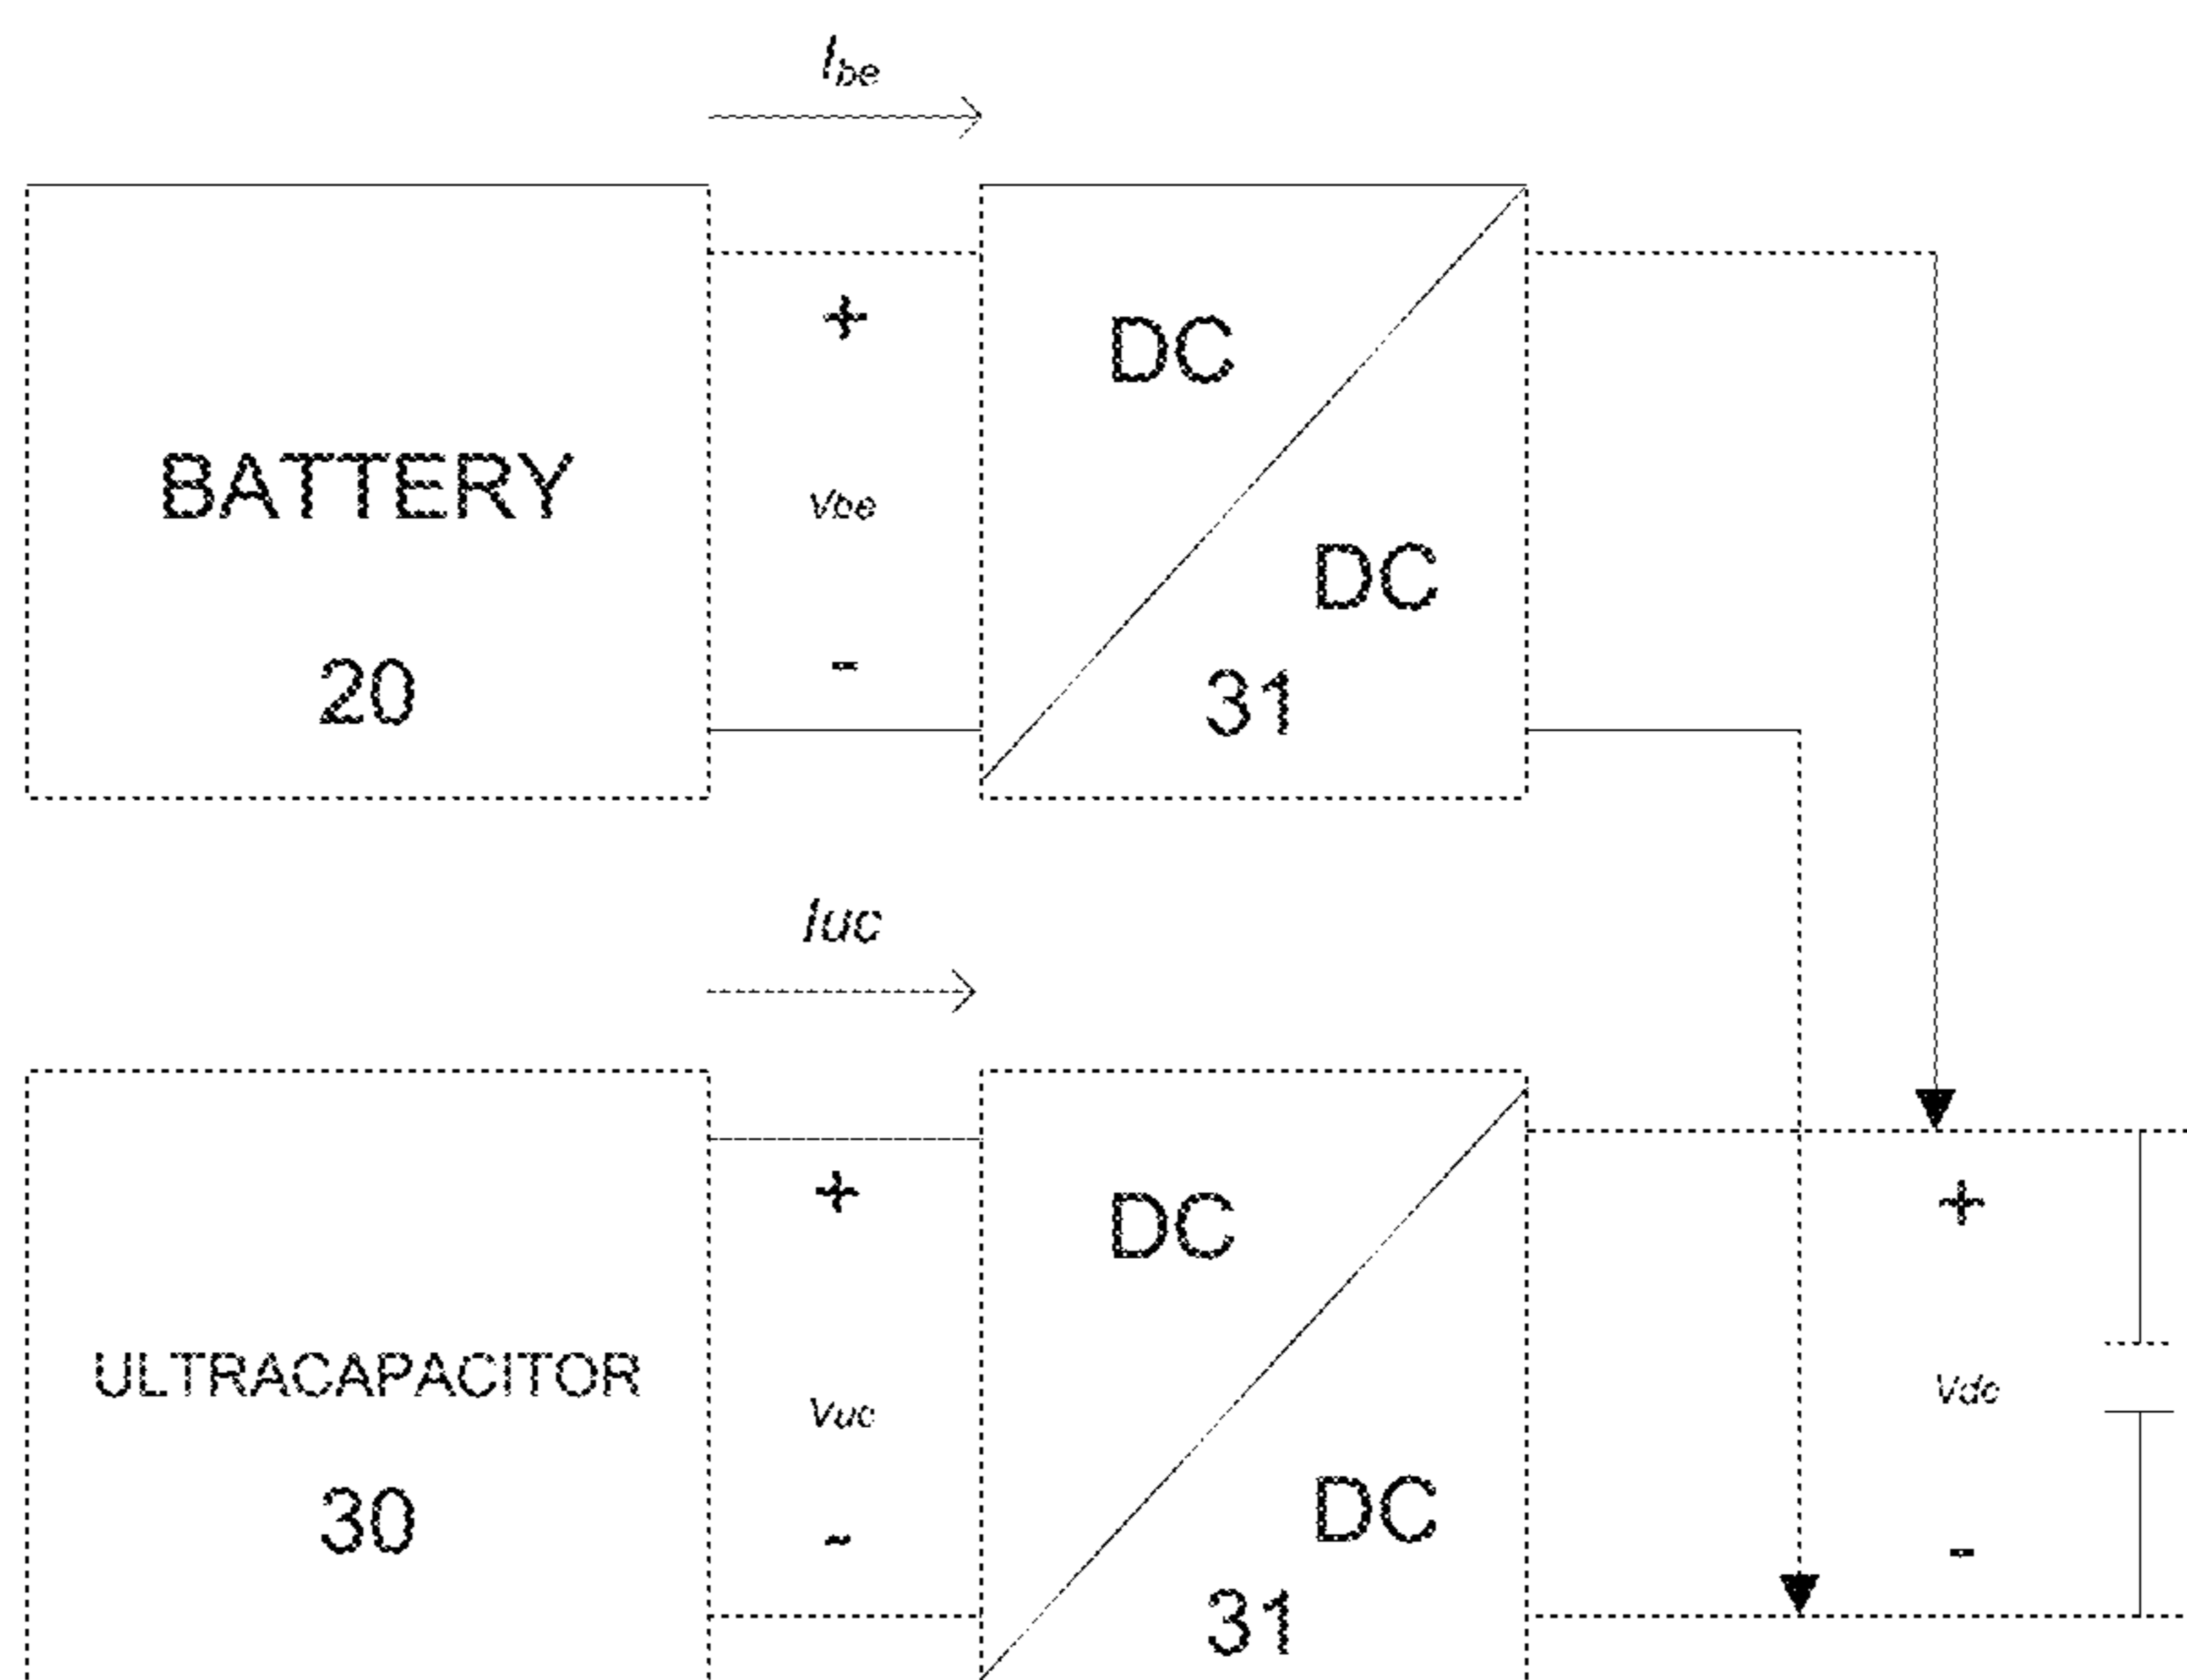 Ibe
+
DC
BATTERY
Vbe
DC
-
20
31
Iuc
+
DC
+
ULTRACAPACITOR
Vuc
Vdc
30
-
DC
-
31